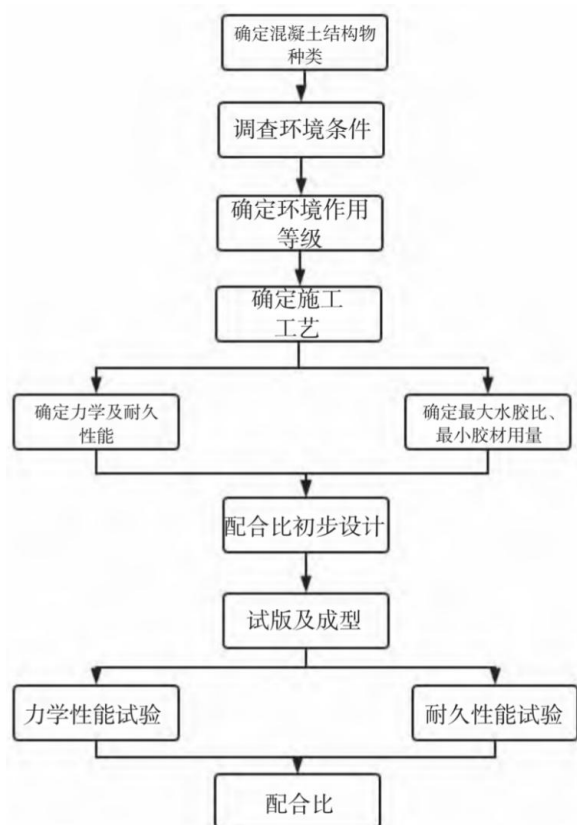 确定混凝土结构物
种类
调查环境条件
确定环境作用
等级
确定施工
工艺
确定力学及耐久
性能
确定最大水胶比、
最小胶材用量
配合比初步设计
试版及成型
力学性能试验
耐久性能试验
配合比